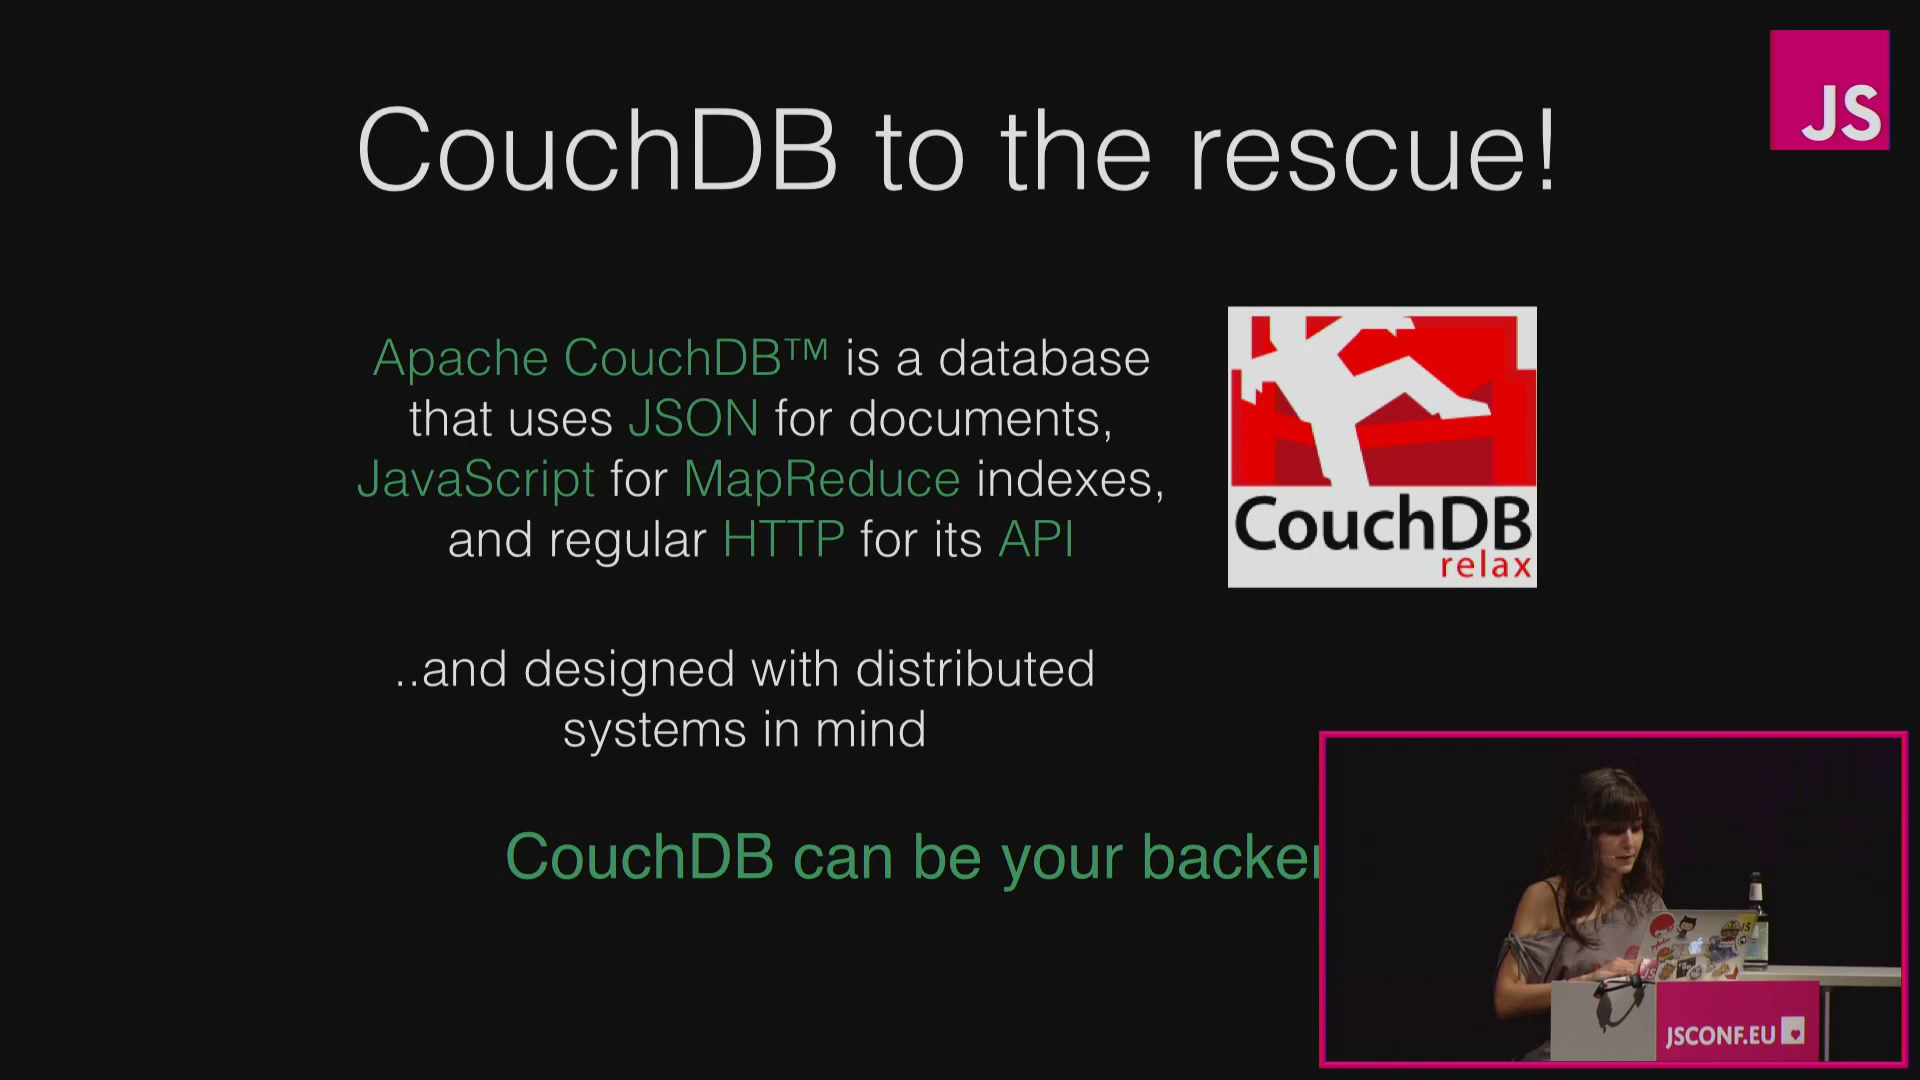 CouchDB to the rescue!
JS
Apache CouchDB™ is a database
that uses JSON for documents,
JavaScript for MapReduce indexes,
and regular HTTP for its API
CouchDB
relax
..and designed with distributed
systems in mind
CouchDB can be your
JSCONF.EU